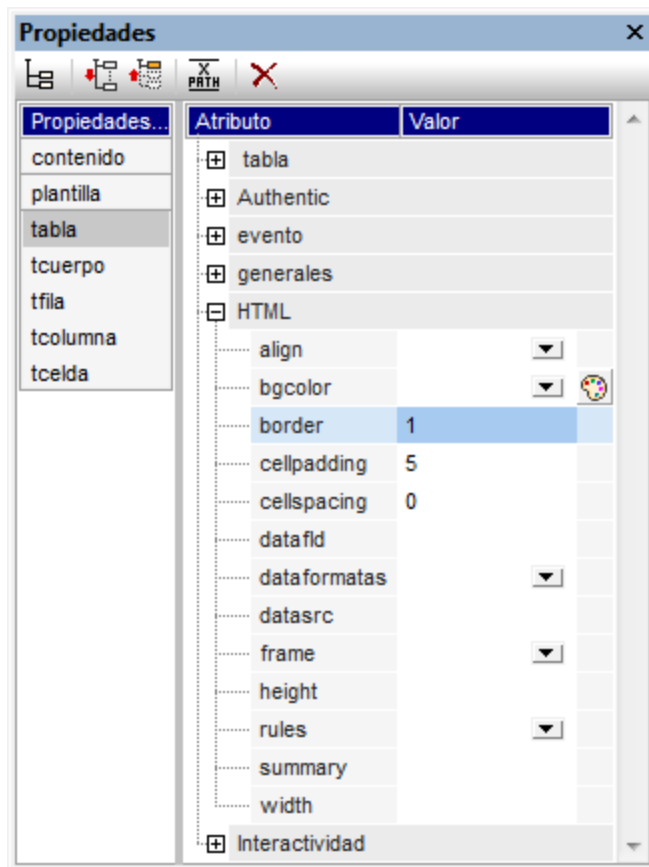 Propiedades
X
PATH
Propiedades...
contenido
plantilla
tabla
tcuerpo
tfila
tcolumna
tcelda
Atributo Valor
tabla
Authentic
evento
generales
HTML
align
bgcolor
border 1
cellpadding 5
cellspacing 0
datafld
dataformatas
datasrc
frame
height
rules
summary
width
Interactividad